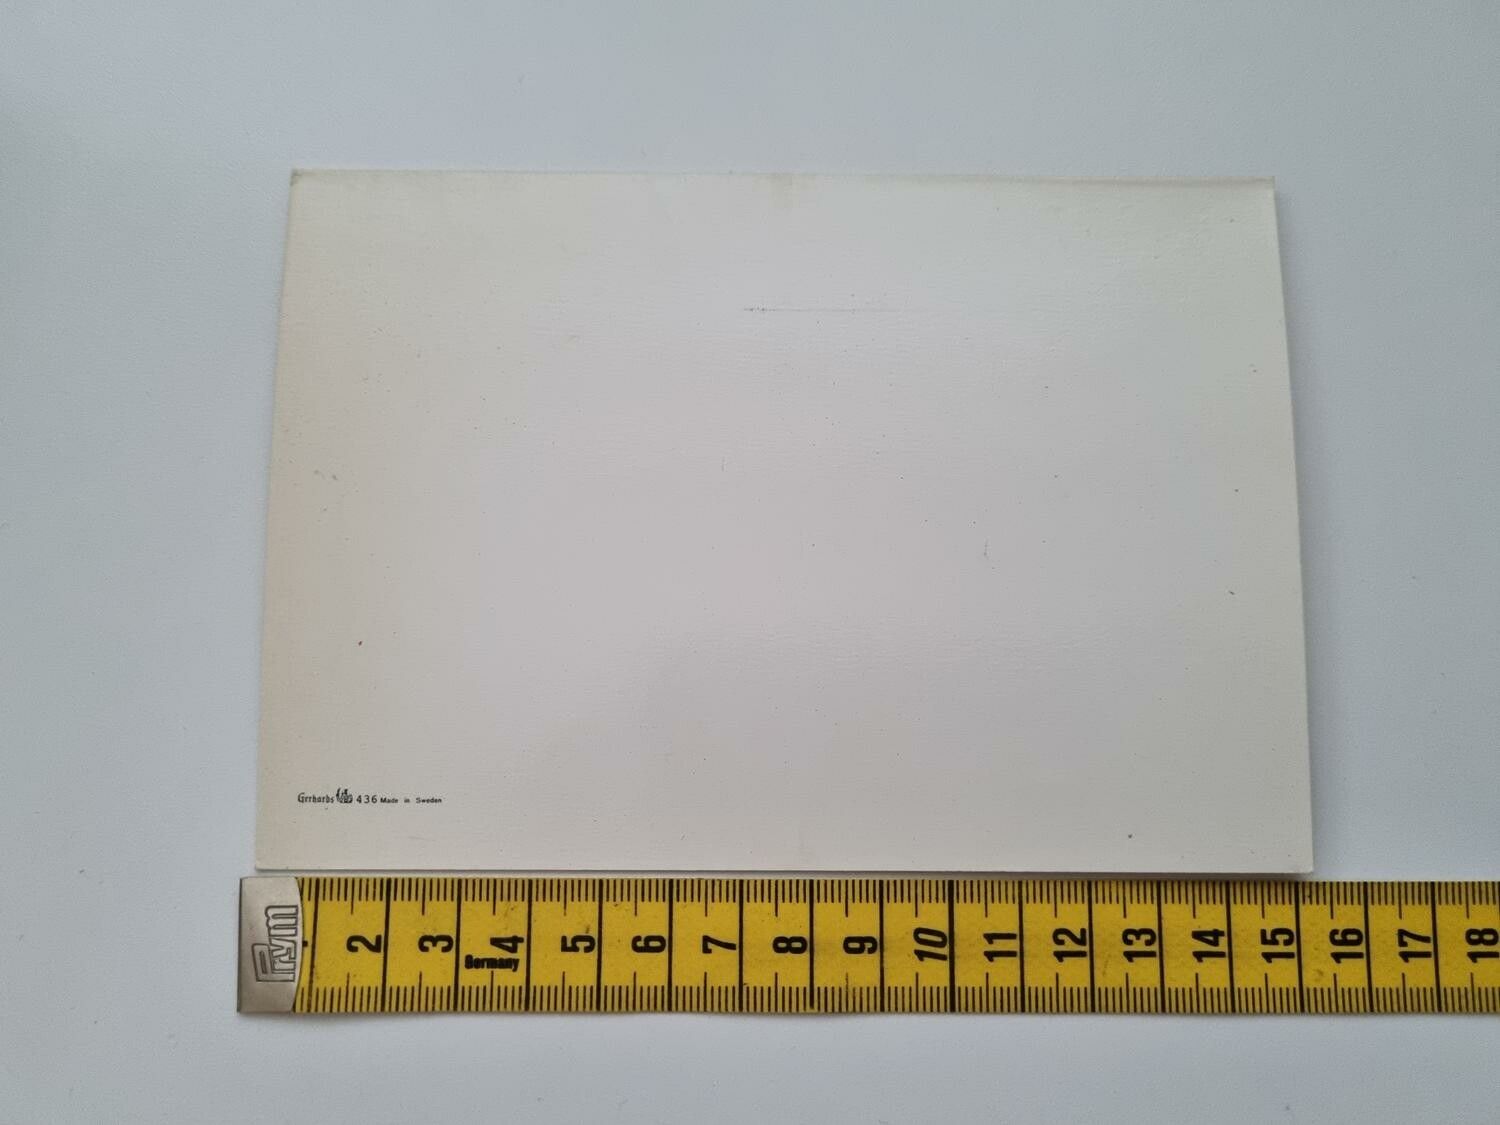 Gerhards 436 Made in Sweden
Prym 2 3 4 5 6 7 8 9 10 11 12 13 14 15 16 17 18
Germany